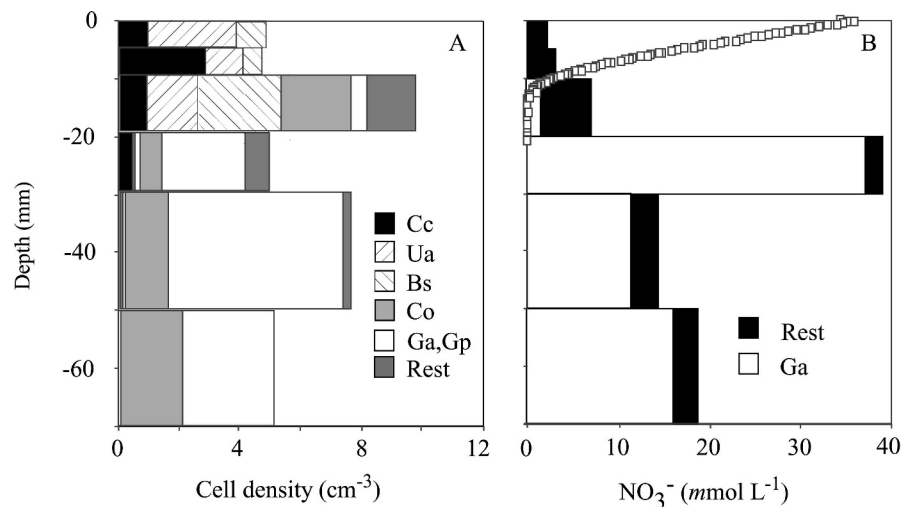 A
0
-20
-40
-60
Depth (mm)
Cc
Ua
Bs
Co
Ga,Gp
Rest
0
4
8
12
Cell density (cm-3)
B
Rest
Ga
0
10
20
30
40
NO3- (mmol L-1)